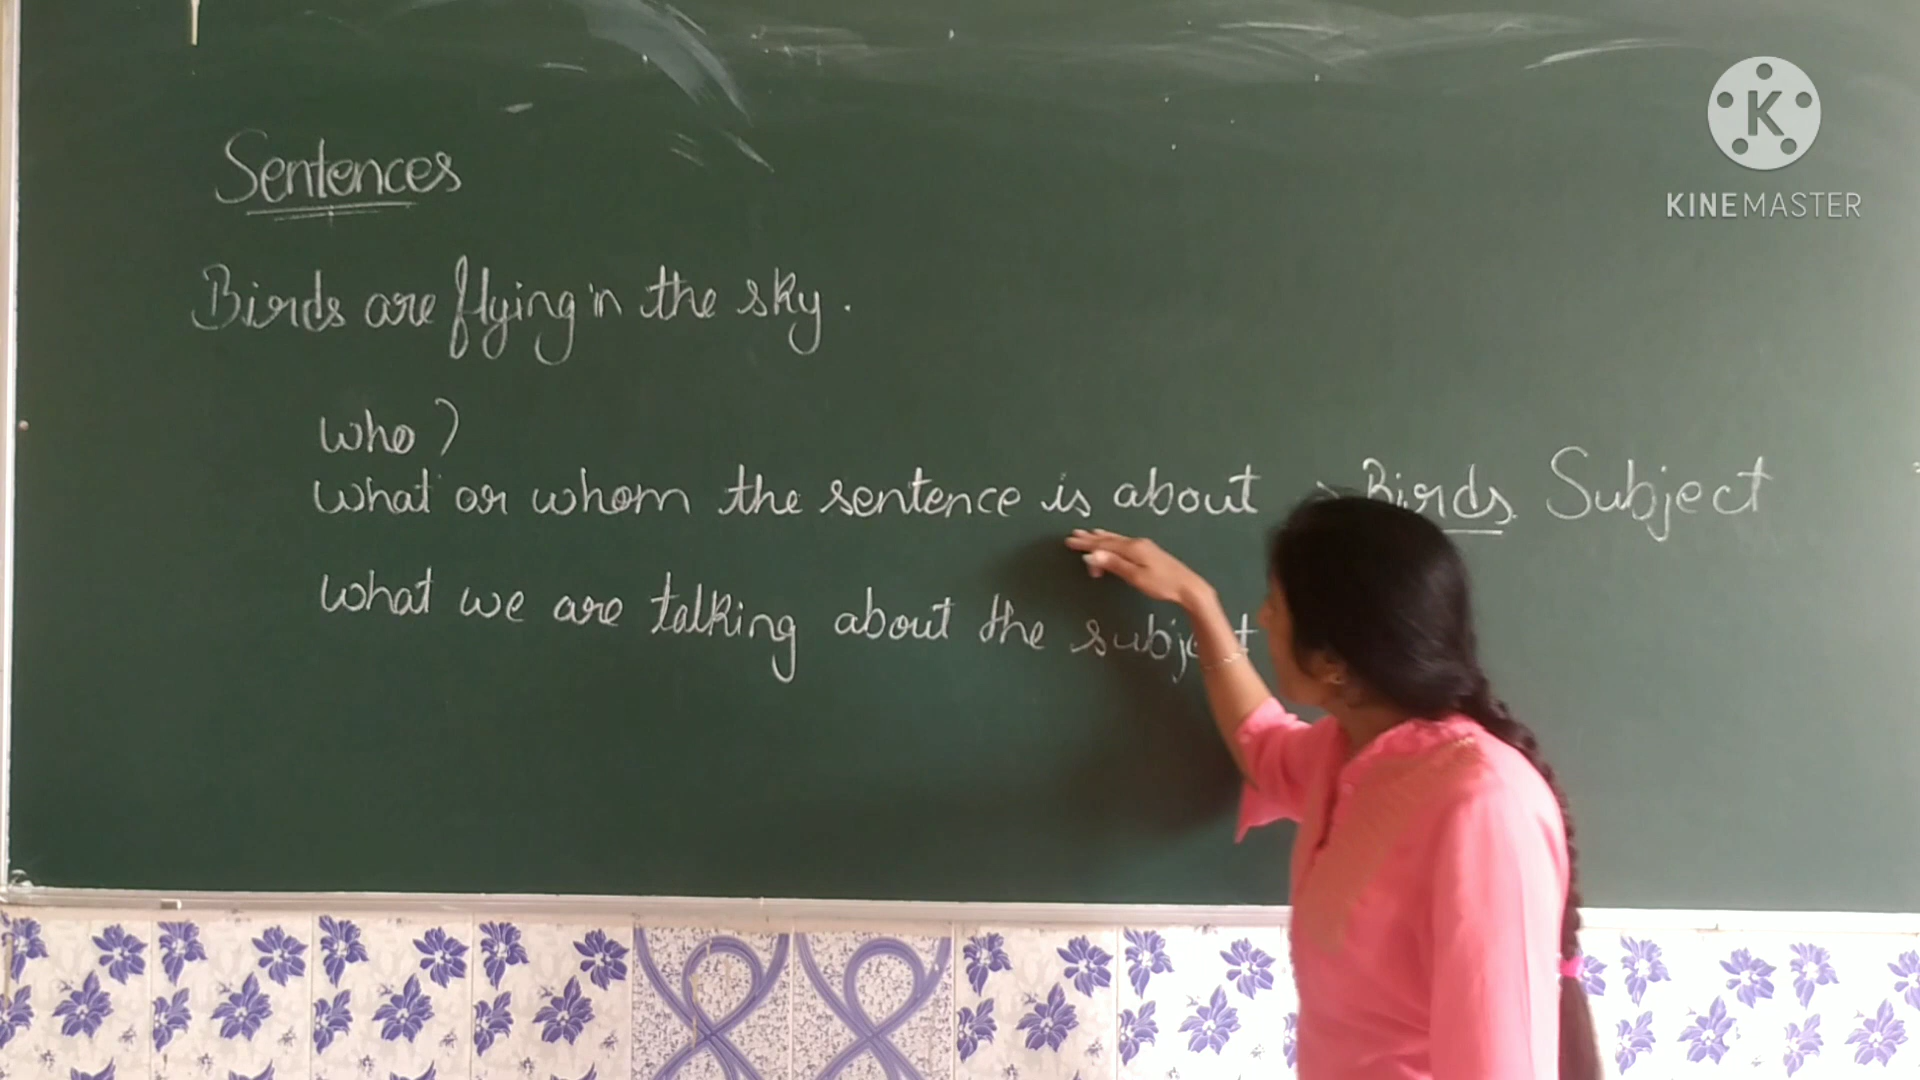 Sentences
Birds are flying in the sky.
who?
what or whom the sentence is about → Birds Subject
what we are talking about the subject
K
KINEMASTER